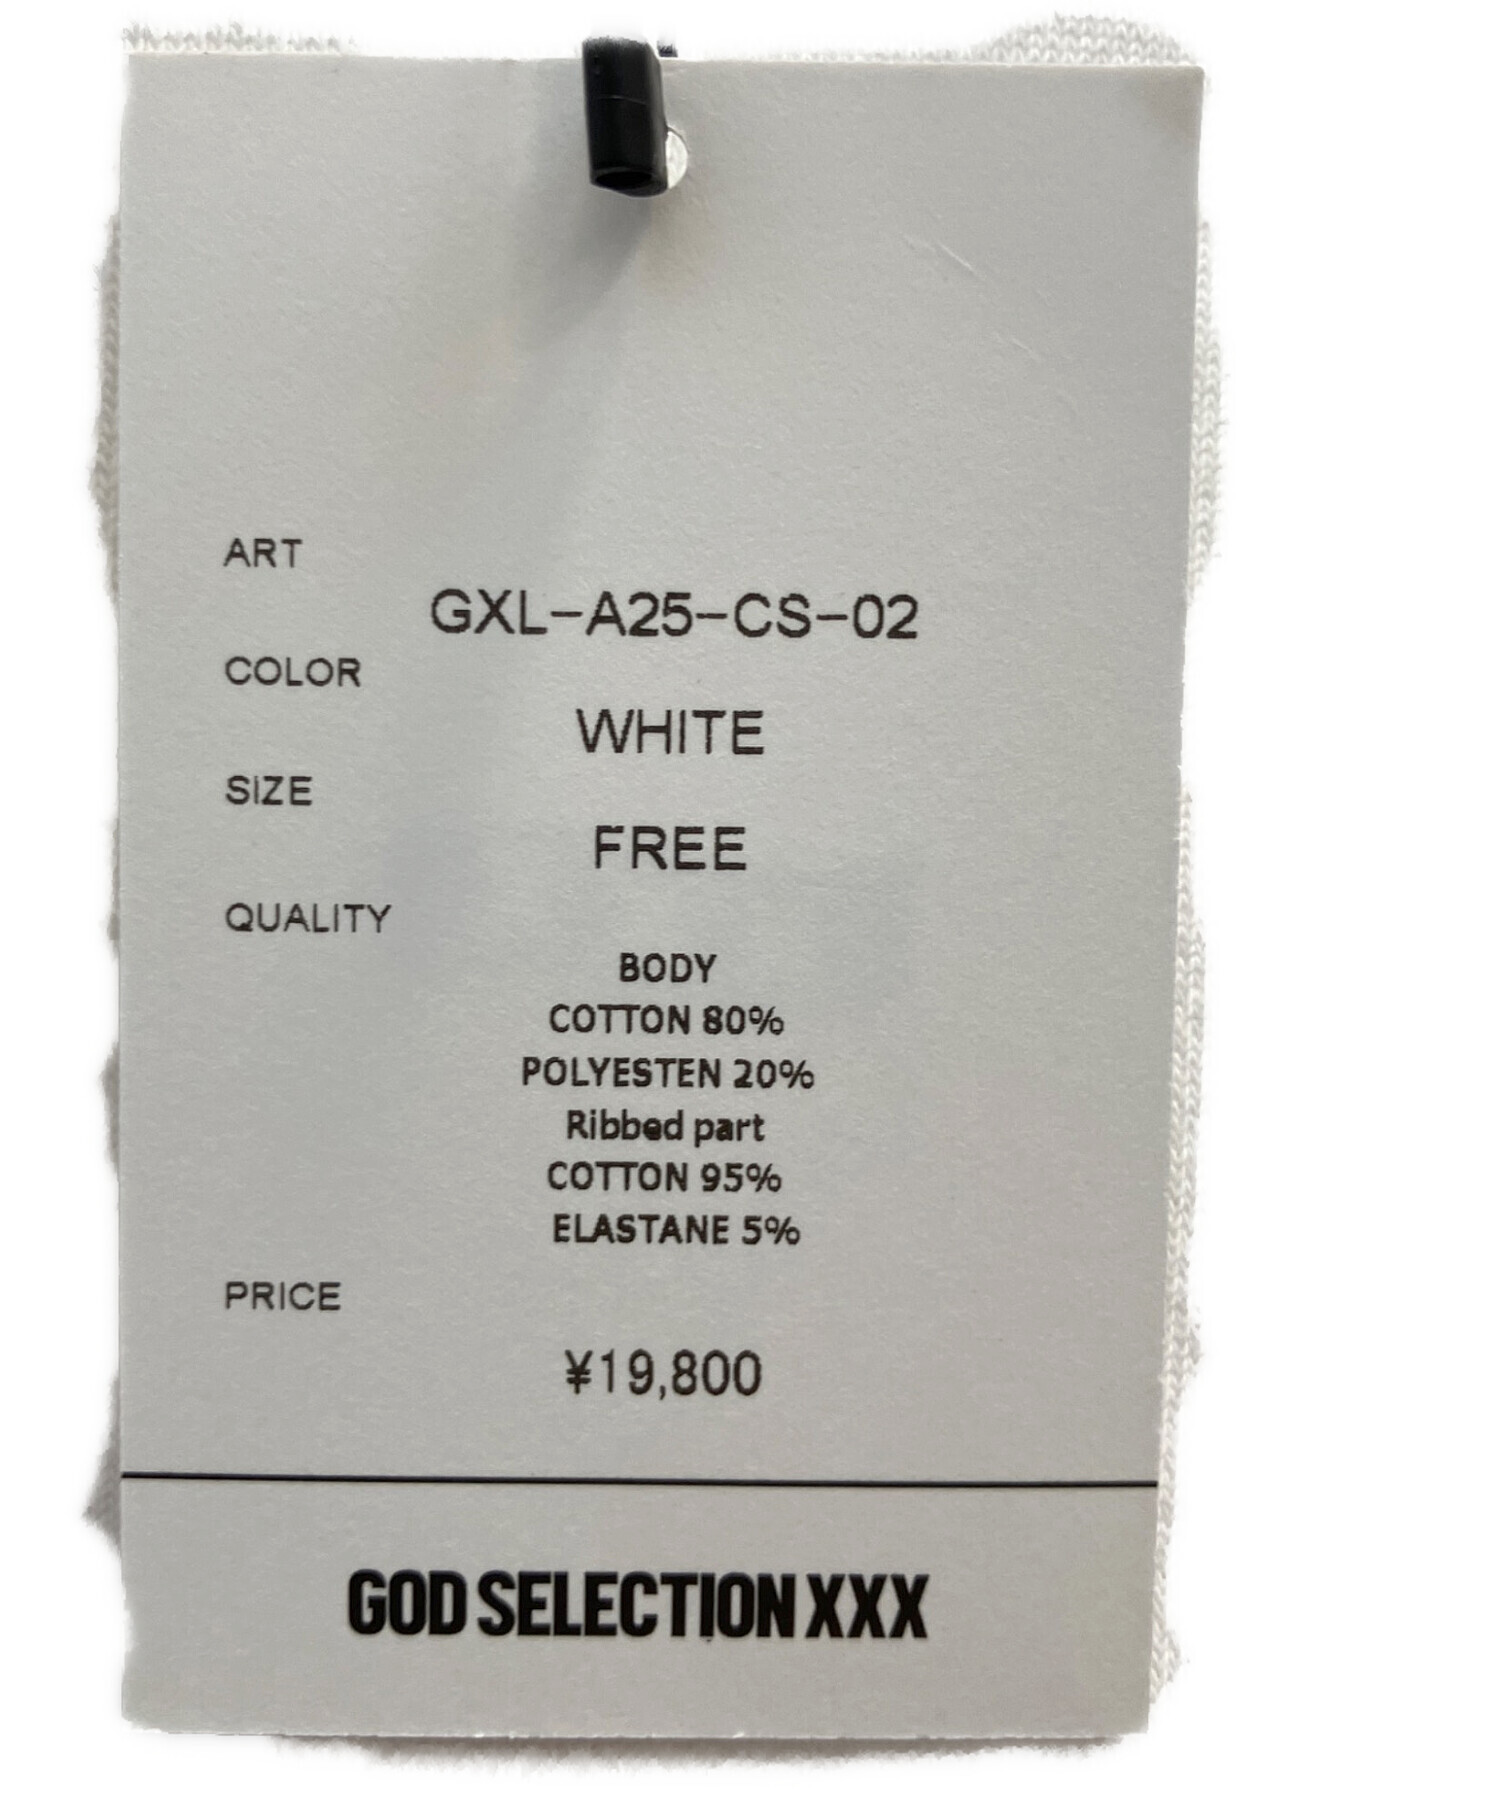 ART
GXL-A25-CS-02
COLOR
WHITE
SIZE
FREE
QUALITY
BODY
COTTON 80%
POLYESTEN 20%
Ribbed part
COTTON 95%
ELASTANE 5%
PRICE
¥19,800
GOD SELECTION XXX